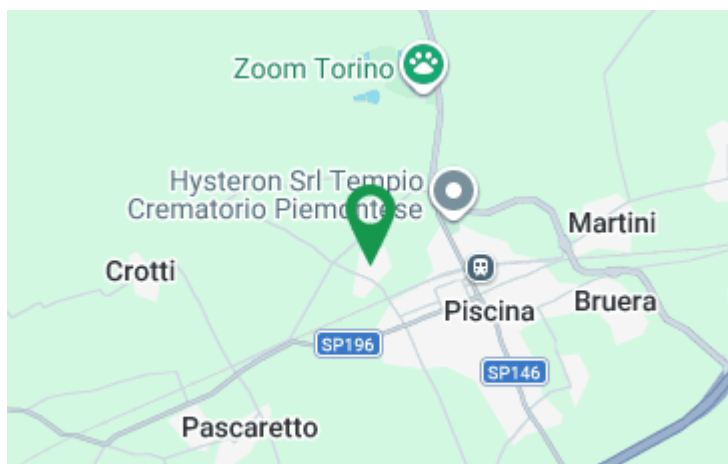 Zoom Torino
Hysteron Srl Tempio
Crematorio Piemontese
Martini
Crotti
Piscina
Bruera
SP196
SP146
Pascaretto